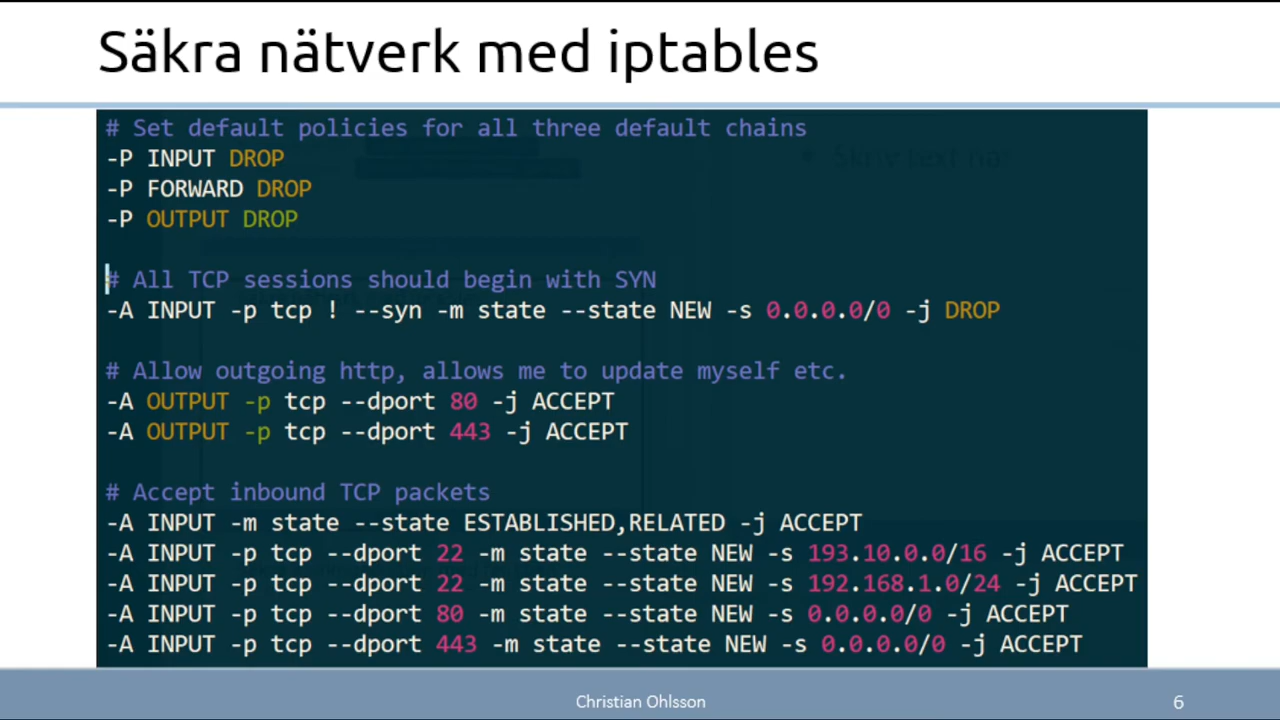 Säkra nätverk med iptables
# Set default policies for all three default chains
-P INPUT DROP
-P FORWARD DROP
-P OUTPUT DROP
# All TCP sessions should begin with SYN
-A INPUT -p tcp ! --syn -m state --state NEW -s 0.0.0.0/0 -j DROP
# Allow outgoing http, allows me to update myself etc.
-A OUTPUT -p tcp --dport 80 -j ACCEPT
-A OUTPUT -p tcp --dport 443 -j ACCEPT
# Accept inbound TCP packets
-A INPUT -m state --state ESTABLISHED,RELATED -j ACCEPT
-A INPUT -p tcp --dport 22 -m state --state NEW -s 193.10.0.0/16 -j ACCEPT
-A INPUT -p tcp --dport 22 -m state --state NEW -s 192.168.1.0/24 -j ACCEPT
-A INPUT -p tcp --dport 80 -m state --state NEW -s 0.0.0.0/0 -j ACCEPT
-A INPUT -p tcp --dport 443 -m state --state NEW -s 0.0.0.0/0 -j ACCEPT
Christian Ohlsson
6